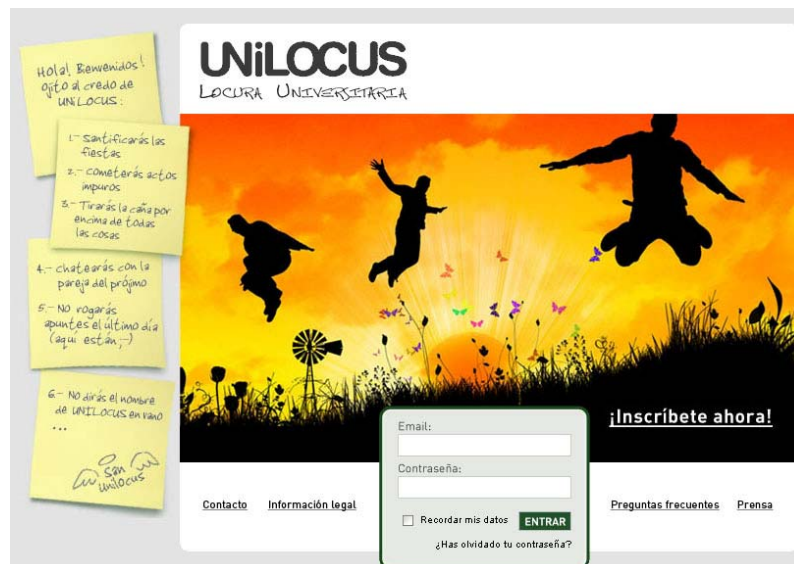 Hola! Bienvenidos!
Ojito al credo de
UNiLOCUS:
1.- Santificarás las
fiestas
2.- Cometerás actos
impuros
3.- Tirarás la caña por
encima de todas
las cosas
4.- Chatearás con la
pareja del prójimo
5.- NO rogarás
apuntes el último día
(aquí están ;-)
6.- NO dirás el nombre
de UNILOCUS en vano
...
San
Unilocus
UNiLOCUS
LOCURA UNIVERSITARIA
¡Inscríbete ahora!
Email:
Contraseña:
Recordar mis datos ENTRAR
¿Has olvidado tu contraseña?
Contacto Información legal Preguntas frecuentes Prensa